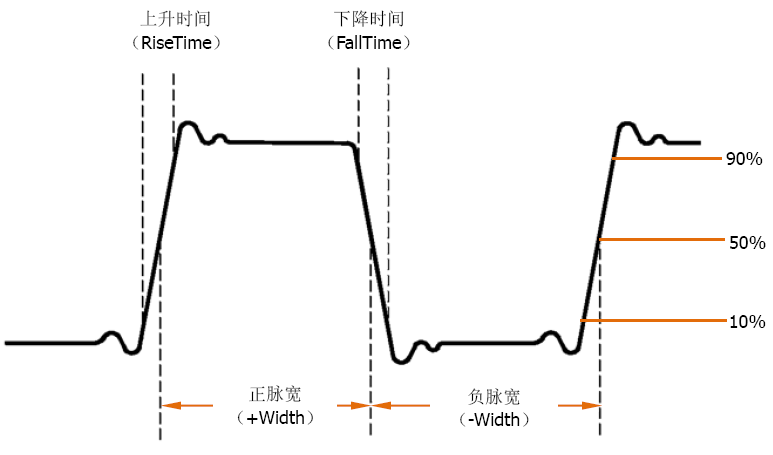 上升时间
（RiseTime）
下降时间
（FallTime）
90%
50%
10%
正脉宽
（+Width）
负脉宽
（-Width）